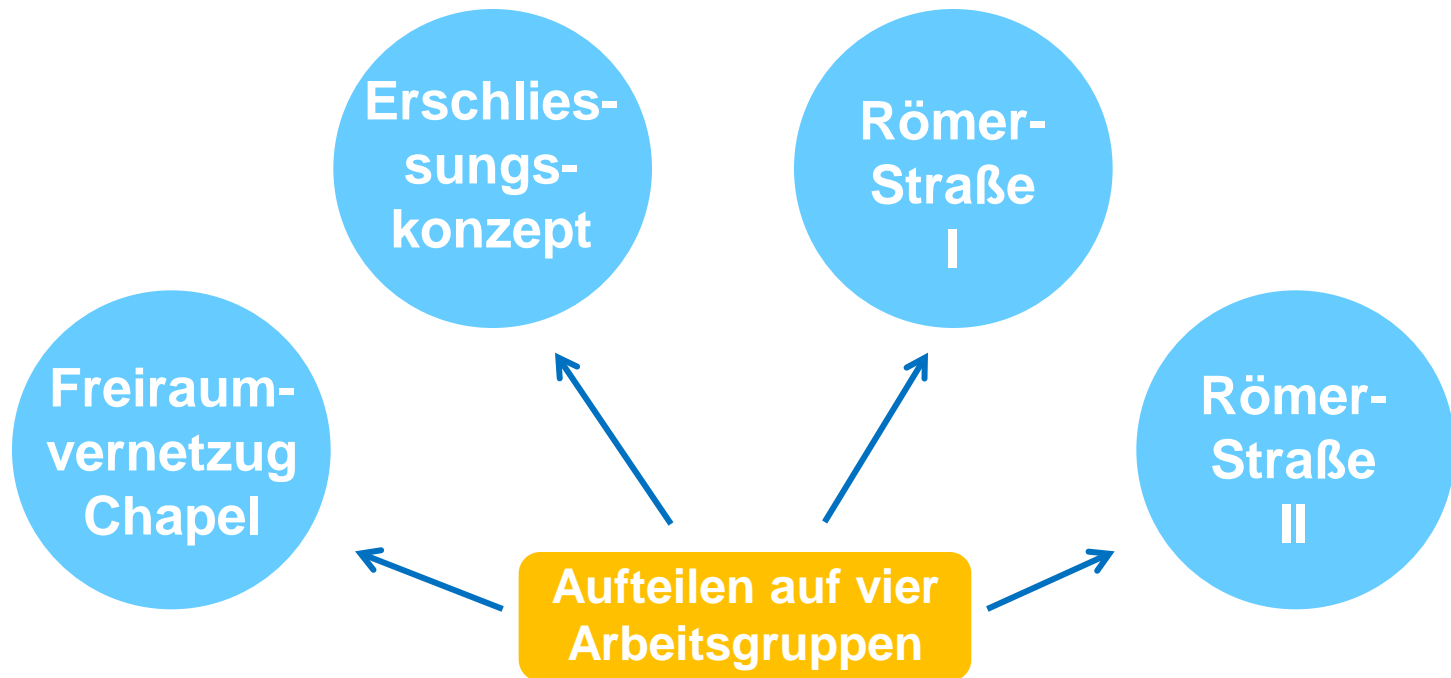 Erschlies-
sungs-
konzept
Römer-
Straße
I
Freiraum-
vernetzug
Chapel
Römer-
Straße
II
Aufteilen auf vier
Arbeitsgruppen